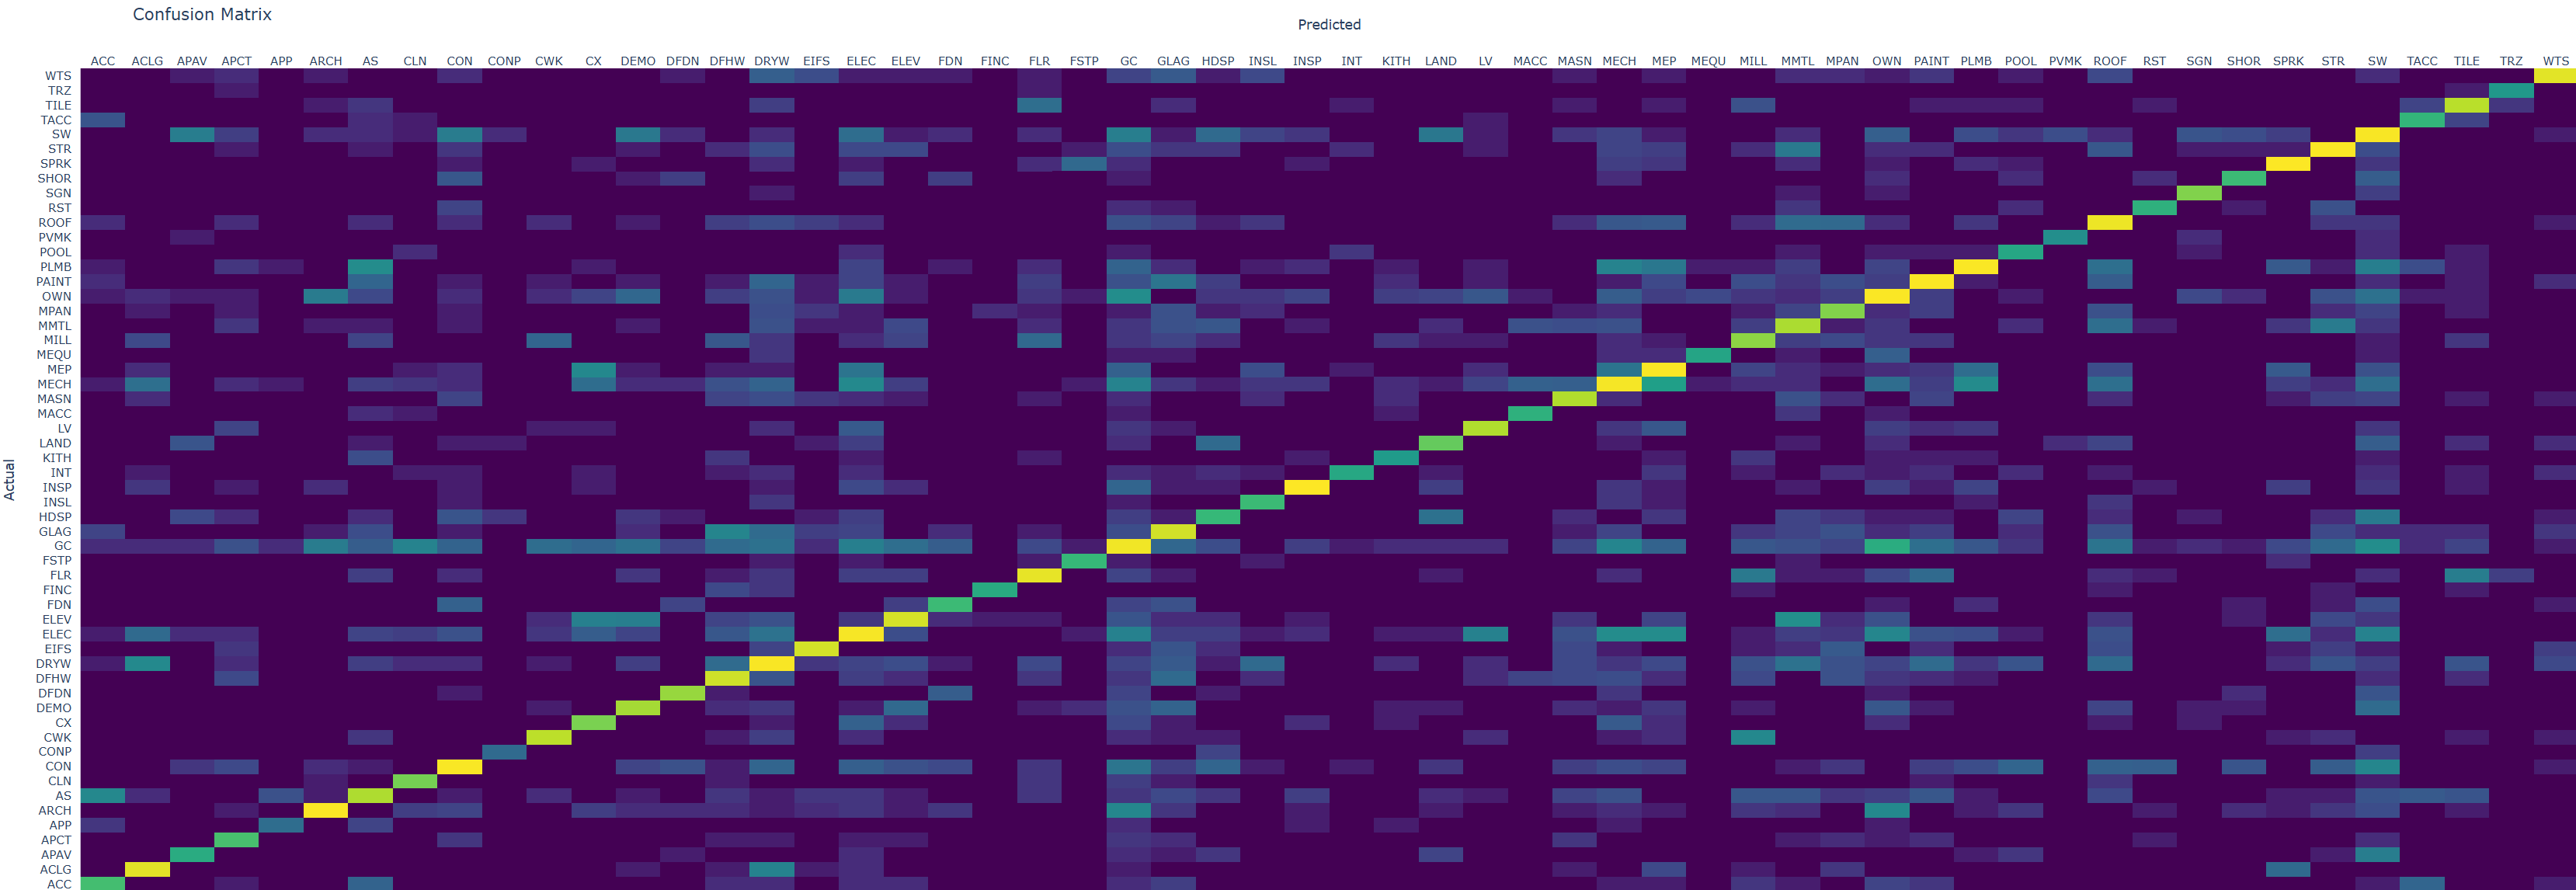 Confusion Matrix
Predicted
ACC ACLG APAV APCT APP ARCH AS CLN CON CONP CWK CX DEMO DFDN DFHW DRYW EIFS ELEC ELEV FDN FINC FLR FSTP GC GLAG HDSP INSL INSP INT KITH LAND LV MACC MASN MECH MEP MEQU MILL MMTL MPAN OWN PAINT PLMB POOL PVMK ROOF RST SGN SHOR SPRK STR SW TACC TILE TRZ WTS
WTS
TRZ
TILE
TACC
SW
STR
SPRK
SHOR
SGN
RST
ROOF
PVMK
POOL
PLMB
PAINT
OWN
MPAN
MMTL
MILL
MEQU
MEP
MECH
MASN
MACC
LV
LAND
KITH
INT
INSP
INSL
HDSP
GLAG
GC
FSTP
FLR
FINC
FDN
ELEV
ELEC
EIFS
DRYW
DFHW
DFDN
DEMO
CX
CWK
CONP
CON
CLN
AS
ARCH
APP
APCT
APAV
ACLG
ACC
Actual